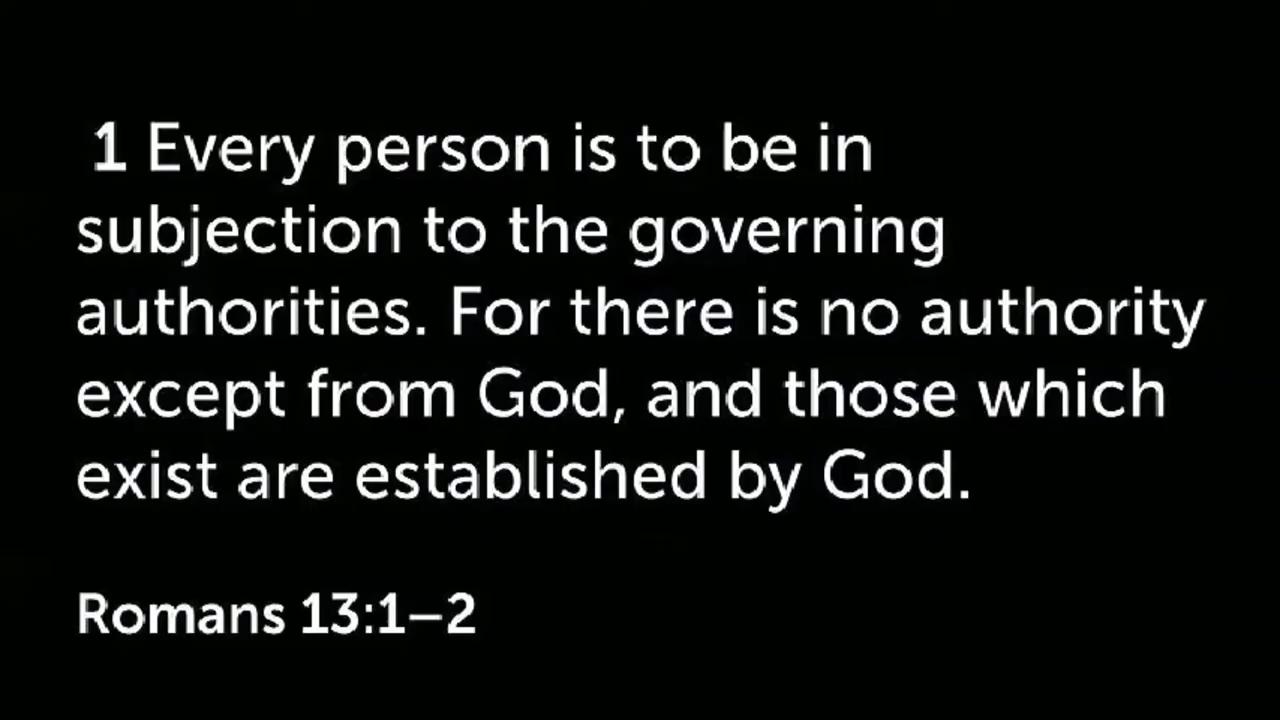 1 Every person is to be in
subjection to the governing
authorities. For there is no authority
except from God, and those which
exist are established by God.
Romans 13:1–2